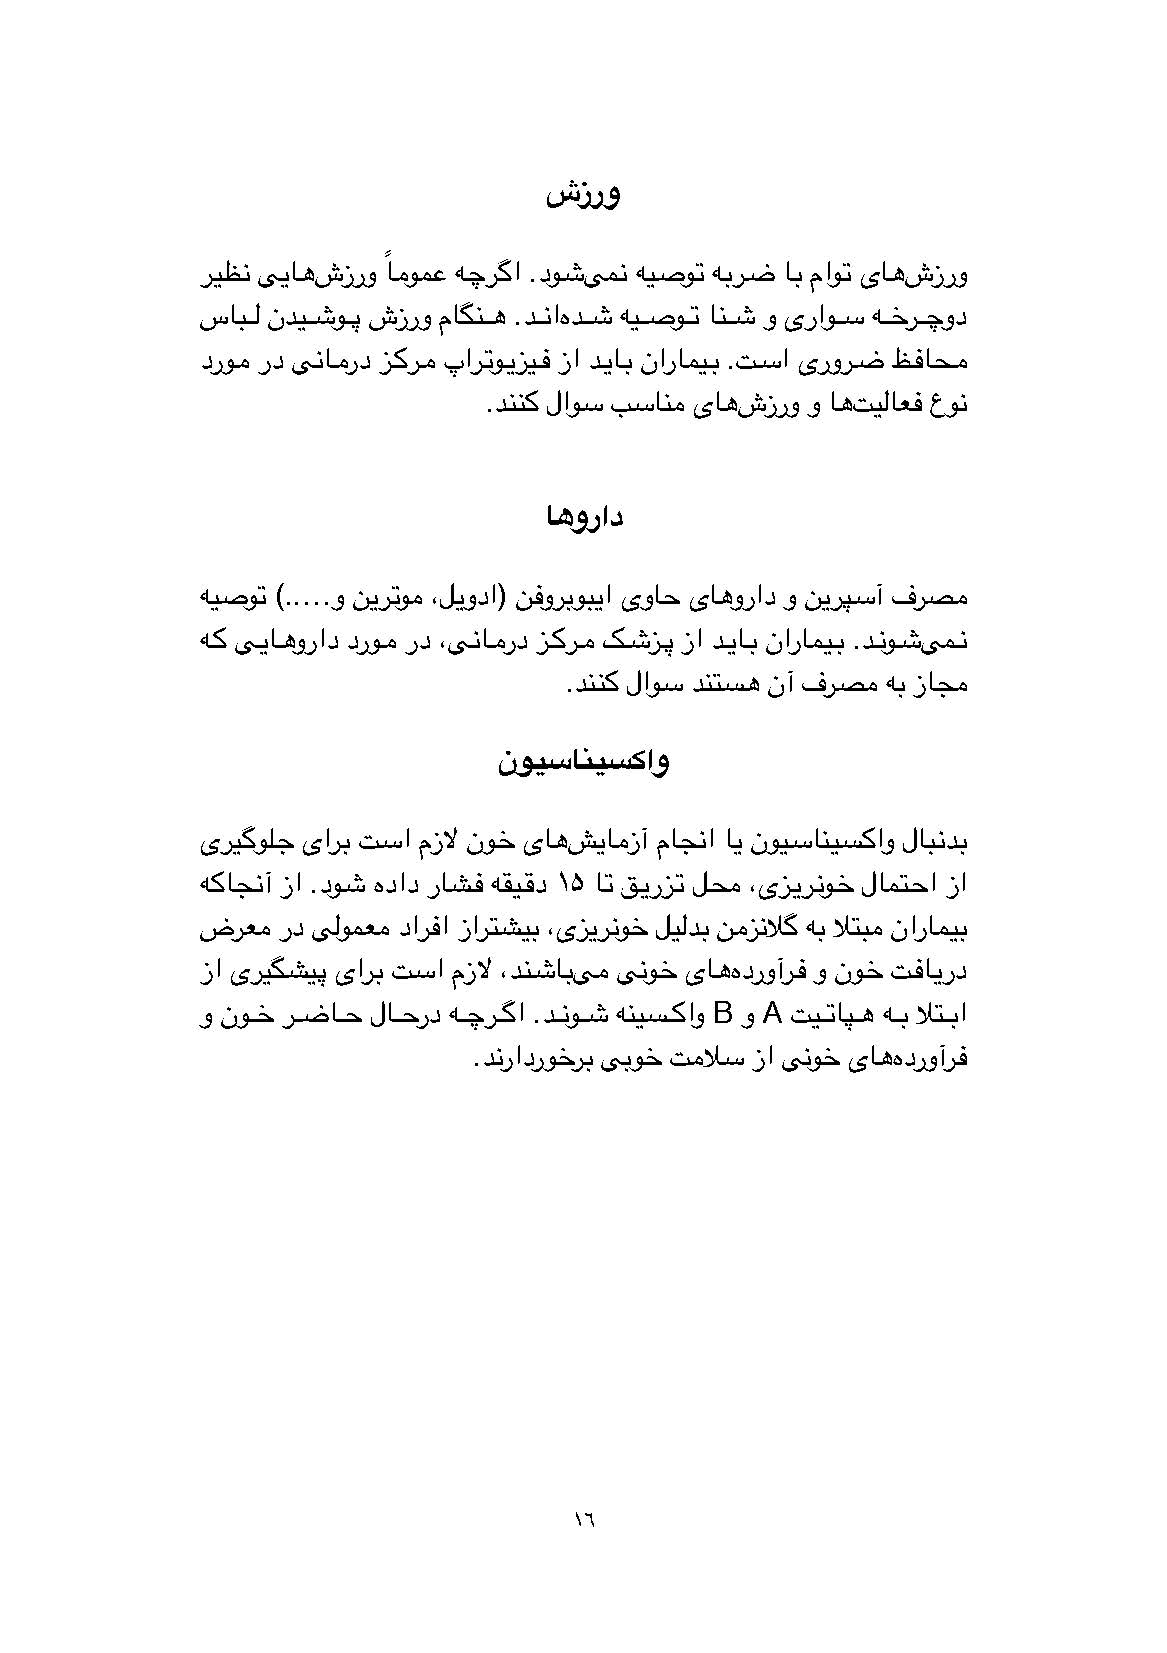 ورزش
ورزش‌های توام با ضربه توصیه نمی‌شود. اگرچه عموماً ورزش‌هایی نظیر
دوچرخه سواری و شنا توصیه شده‌اند. هنگام ورزش پوشیدن لباس
محافظ ضروری است. بیماران باید از فیزیوتراپ مرکز درمانی در مورد
نوع فعالیت‌ها و ورزش‌های مناسب سوال کنند.
داروها
مصرف آسپرین و داروهای حاوی ایبوبروفن (ادویل، موترین و.....) توصیه
نمی‌شوند. بیماران باید از پزشک مرکز درمانی، در مورد داروهایی که
مجاز به مصرف آن هستند سوال کنند.
واکسیناسیون
بدنبال واکسیناسیون یا انجام آزمایش‌های خون لازم است برای جلوگیری
از احتمال خونریزی، محل تزریق تا ۱۵ دقیقه فشار داده شود. از آنجاکه
بیماران مبتلا به گلانزمن بدلیل خونریزی، بیشتراز افراد معمولی در معرض
دریافت خون و فرآورده‌های خونی می‌باشند، لازم است برای پیشگیری از
ابتلا به هپاتیت A و B واکسینه شوند. اگرچه درحال حاضر خون و
فرآورده‌های خونی از سلامت خوبی برخوردارند.
١٦